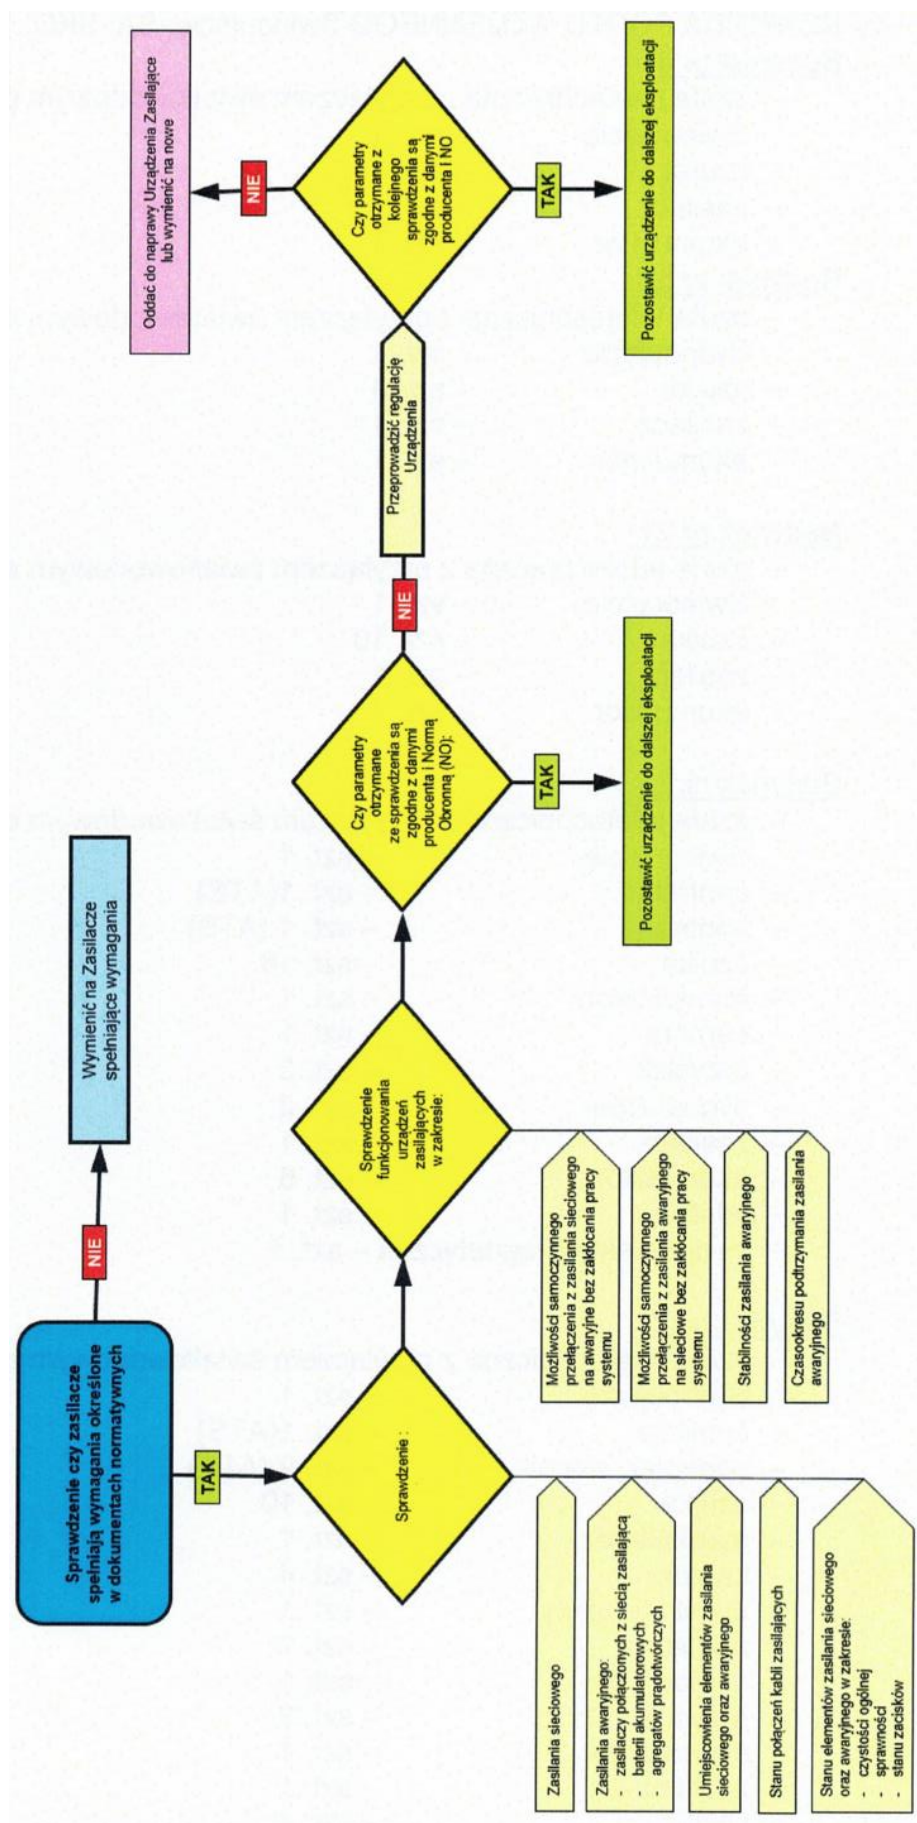 Sprawdzenie czy zasilacze
spełniają wymagania określone
w dokumentach normatywnych
NIE
Wymienić na Zasilacze
spełniające wymagania
TAK
Sprawdzenie :
Zasilania sieciowego
Zasilania awaryjnego:
- zasilaczy połączonych z siecią zasilającą
- baterii akumulatorowych
- agregatów prądotwórczych
Umiejscowienia elementów zasilania
sieciowego oraz awaryjnego
Stanu połączeń kabli zasilających
Stanu elementów zasilania sieciowego
oraz awaryjnego w zakresie:
- czystości ogólnej
- sprawności
- stanu zacisków
Sprawdzenie
funkcjonowania
urządzeń
zasilających
w zakresie:
Możliwości samoczynnego
przełączenia z zasilania sieciowego
na awaryjne bez zakłócania pracy
systemu
Możliwości samoczynnego
przełączenia z zasilania awaryjnego
na sieciowe bez zakłócania pracy
systemu
Stabilności zasilania awaryjnego
Czasookresu podtrzymania zasilania
awaryjnego
Czy parametry
otrzymane
ze sprawdzenia są
zgodne z danymi
producenta i Normą
Obronną (NO):
TAK
Pozostawić urządzenie do dalszej eksploatacji
NIE
Przeprowadzić regulację
Urządzenia
Czy parametry
otrzymane z
kolejnego
sprawdzenia są
zgodne z danymi
producenta i NO
NIE
Oddać do naprawy Urządzenia Zasilające
lub wymienić na nowe
TAK
Pozostawić urządzenie do dalszej eksploatacji